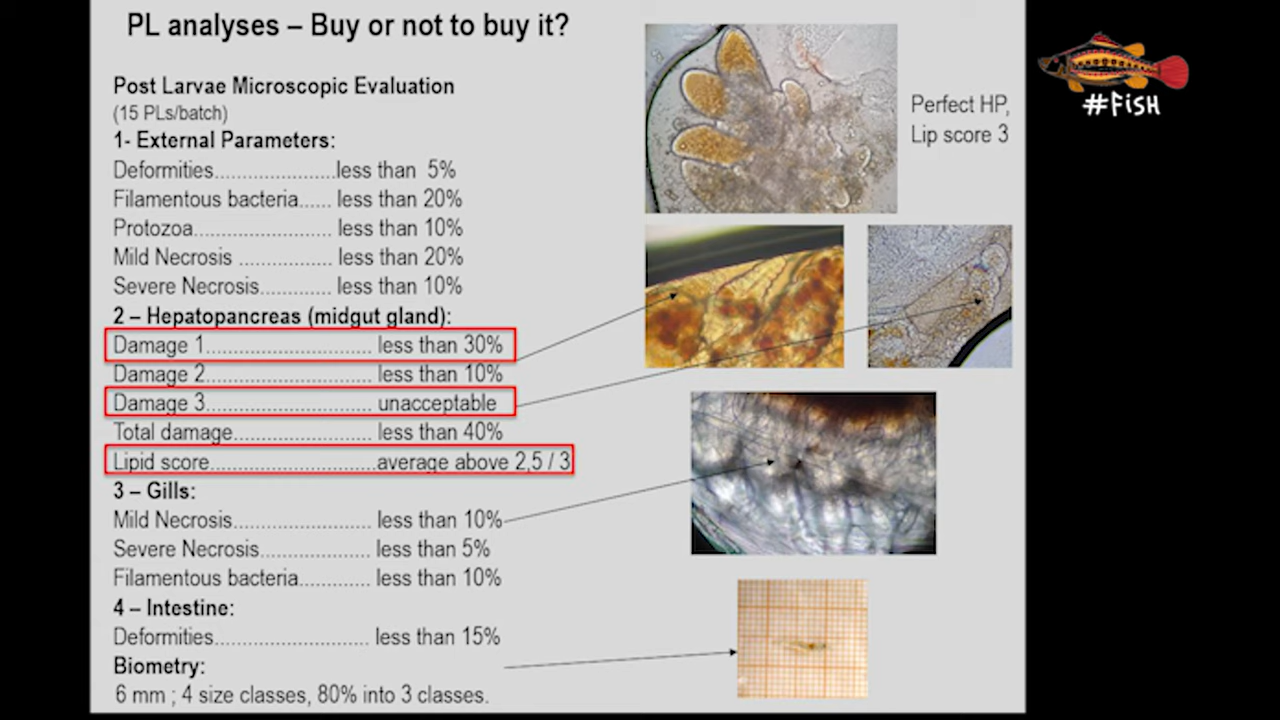 PL analyses – Buy or not to buy it?
Post Larvae Microscopic Evaluation
(15 PLs/batch)
1- External Parameters:
Deformities......................less than 5%
Filamentous bacteria...... less than 20%
Protozoa......................... less than 10%
Mild Necrosis ................. less than 20%
Severe Necrosis............. less than 10%
2 – Hepatopancreas (midgut gland):
Damage 1.............................. less than 30%
Damage 2.............................. less than 10%
Damage 3.............................. unacceptable
Total damage......................... less than 40%
Lipid score..............................average above 2,5 / 3
3 – Gills:
Mild Necrosis......................... less than 10%
Severe Necrosis.................... less than 5%
Filamentous bacteria............. less than 10%
4 – Intestine:
Deformities............................ less than 15%
Biometry:
6 mm ; 4 size classes, 80% into 3 classes.
Perfect HP,
Lip score 3
#FISH